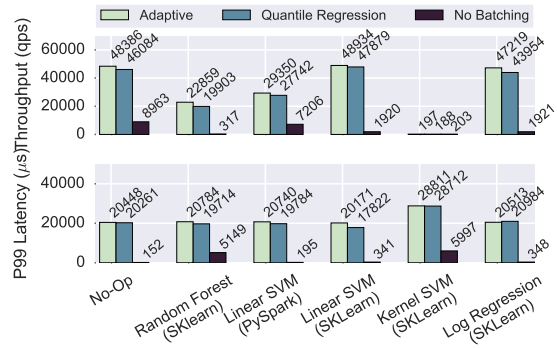 Adaptive Quantile Regression No Batching
Throughput (qps)
60000
40000
20000
0
48386 46084 8963
22859 19903 317
29350 27742 7206
48934 47879 1920
197 188 203
47219 43954 1921
P99 Latency (μs)
40000
20000
0
20448 20261 152
20784 19714 5149
20740 19784 195
20171 17822 341
28811 28712 5997
20513 20984 348
No-Op
Random Forest
(SKlearn)
Linear SVM
(PySpark)
Linear SVM
(SKLearn)
Kernel SVM
(SKLearn)
Log Regression
(SKLearn)